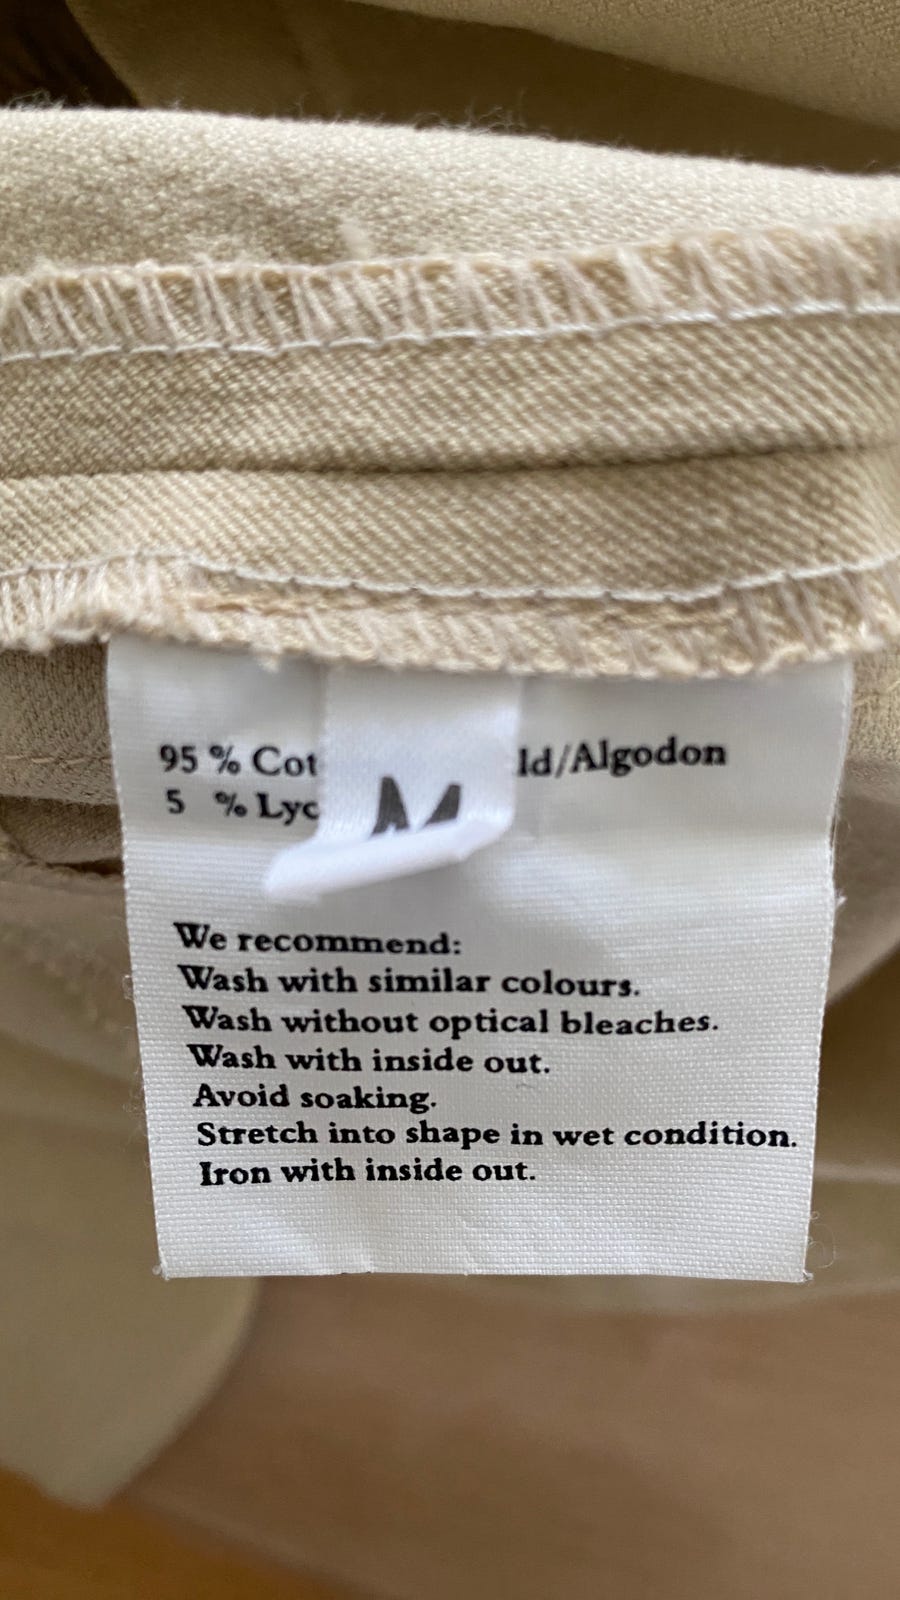 95 % Cot ld/Algodon
5 % Lyc
M
We recommend:
Wash with similar colours.
Wash without optical bleaches.
Wash with inside out.
Avoid soaking.
Stretch into shape in wet condition.
Iron with inside out.